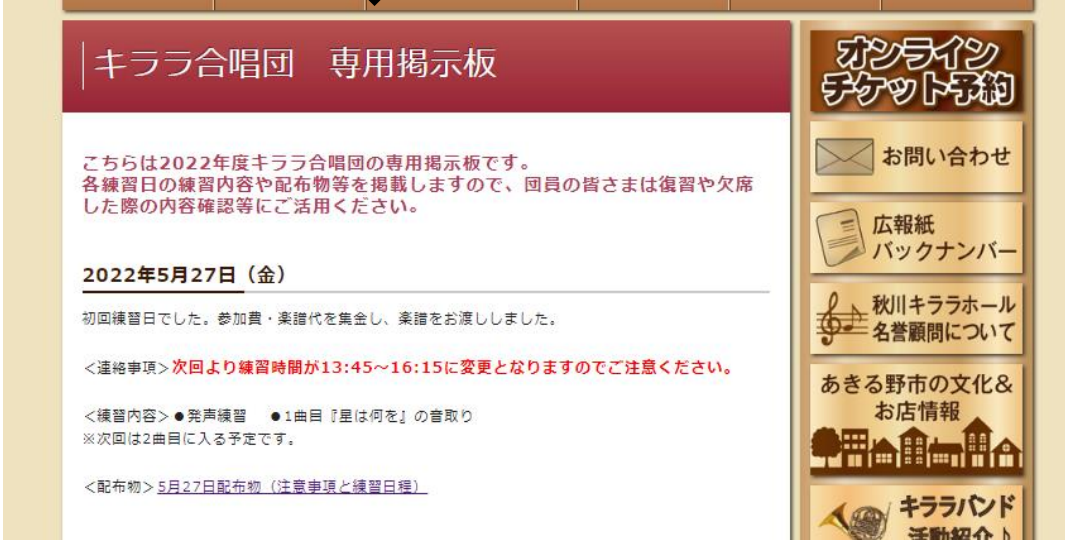 キララ合唱団　専用掲示板
こちらは2022年度キララ合唱団の専用掲示板です。
各練習日の練習内容や配布物等を掲載しますので、団員の皆さまは復習や欠席
した際の内容確認等にご活用ください。
2022年5月27日（金）
初回練習日でした。参加費・楽譜代を集金し、楽譜をお渡ししました。
＜連絡事項＞次回より練習時間が13:45～16:15に変更となりますのでご注意ください。
＜練習内容＞●発声練習　●1曲目『星は何を』の音取り
※次回は2曲目に入る予定です。
＜配布物＞5月27日配布物（注意事項と練習日程）
オンライン
チケット予約
お問い合わせ
広報紙
バックナンバー
秋川キララホール
名誉顧問について
あきる野市の文化&
お店情報
キララバンド
活動紹介♪